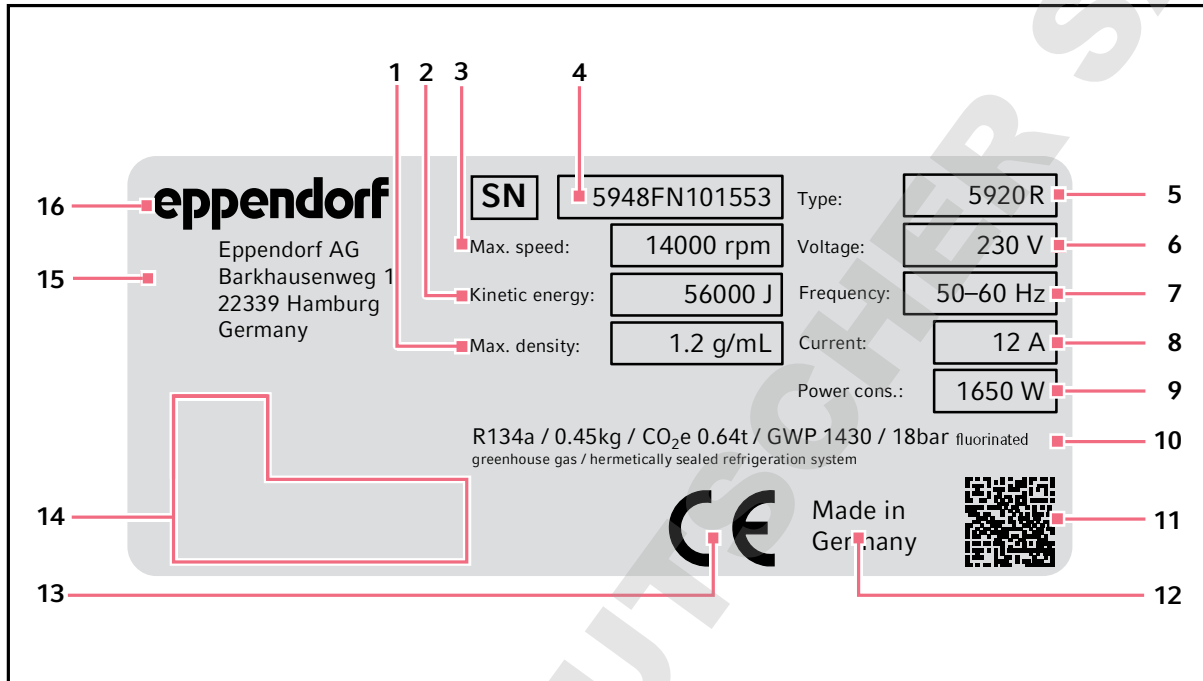 1 2 3 4
16 eppendorf SN 5948FN101553 Type: 5920 R 5
Eppendorf AG Max. speed: 14000 rpm Voltage: 230 V 6
15 Barkhausenweg 1
22339 Hamburg Kinetic energy: 56000 J Frequency: 50–60 Hz 7
Germany Max. density: 1.2 g/mL Current: 12 A 8
Power cons.: 1650 W 9
R134a / 0.45kg / CO₂e 0.64t / GWP 1430 / 18bar fluorinated 10
greenhouse gas / hermetically sealed refrigeration system
14 CE Made in 11
Germany
13 12